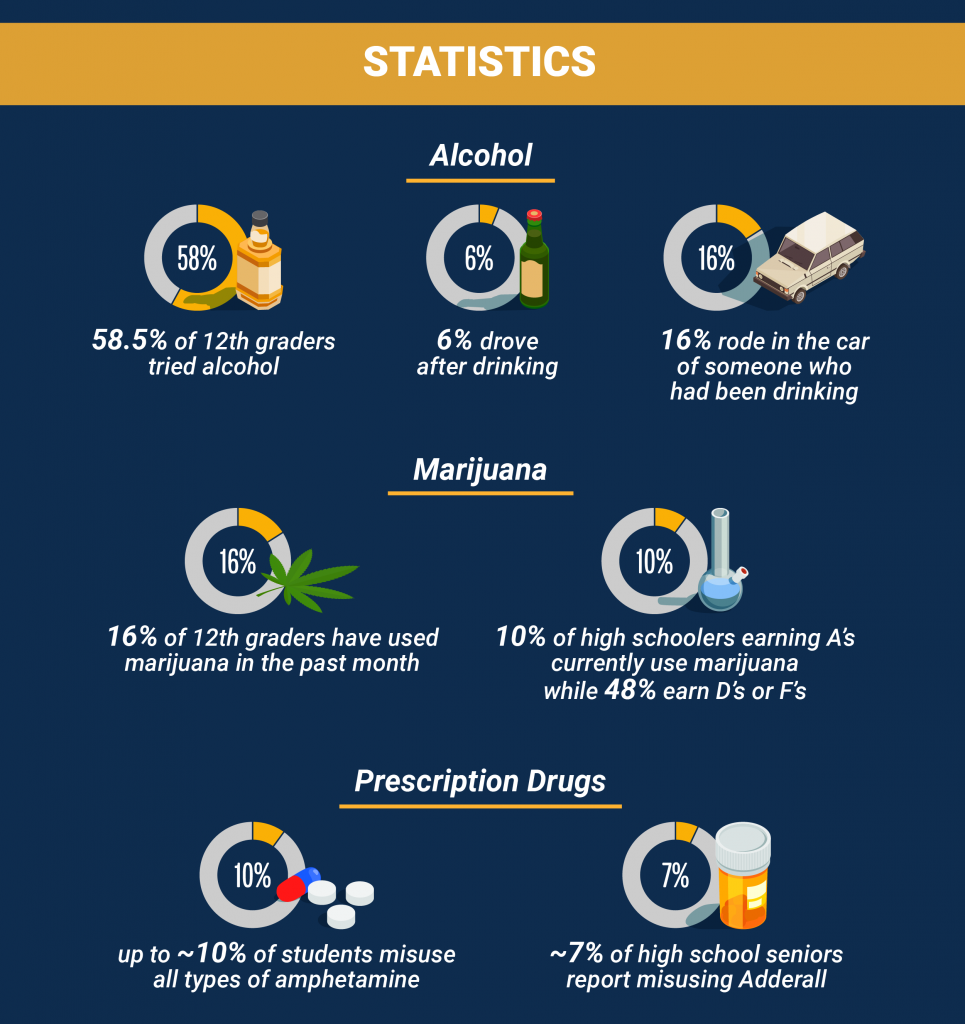 STATISTICS
Alcohol
58%
58.5% of 12th graders
tried alcohol
6%
6% drove
after drinking
16%
16% rode in the car
of someone who
had been drinking
Marijuana
16%
16% of 12th graders have used
marijuana in the past month
10%
10% of high schoolers earning A's
currently use marijuana
while 48% earn D's or F's
Prescription Drugs
10%
up to ~10% of students misuse
all types of amphetamine
7%
~7% of high school seniors
report misusing Adderall